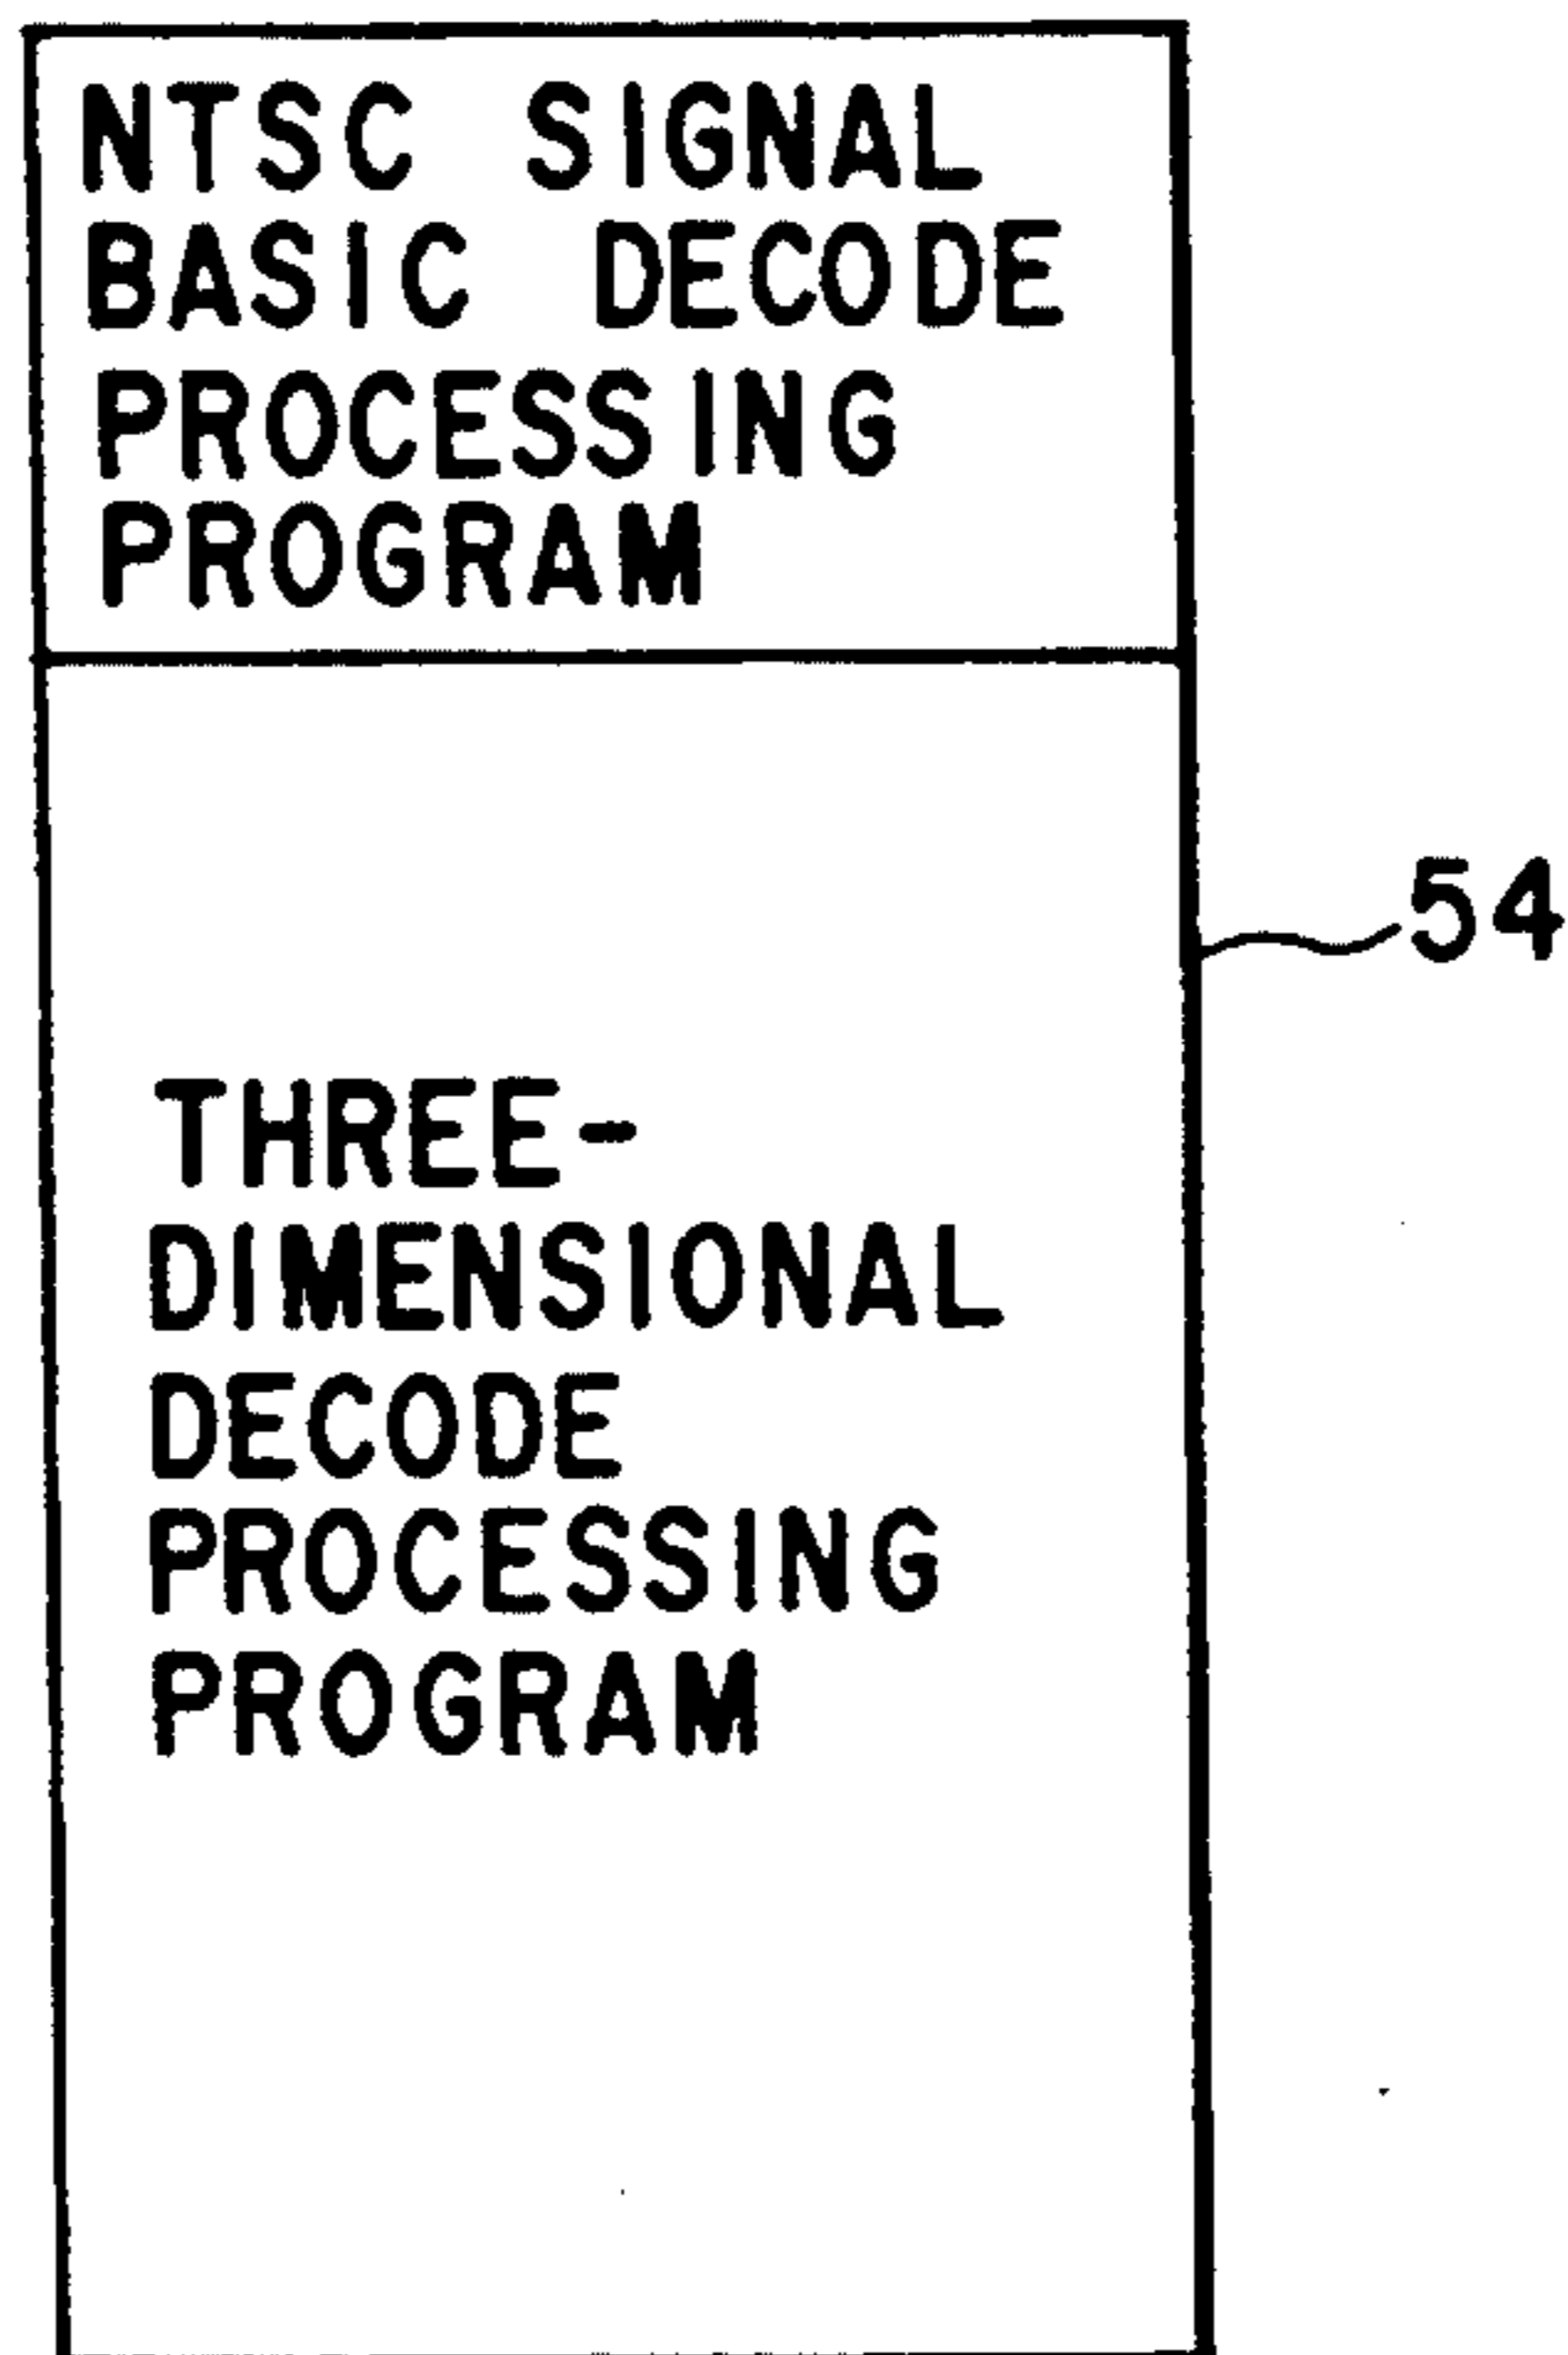 NTSC SIGNAL
BASIC DECODE
PROCESSING
PROGRAM
54
THREE-
DIMENSIONAL
DECODE
PROCESSING
PROGRAM